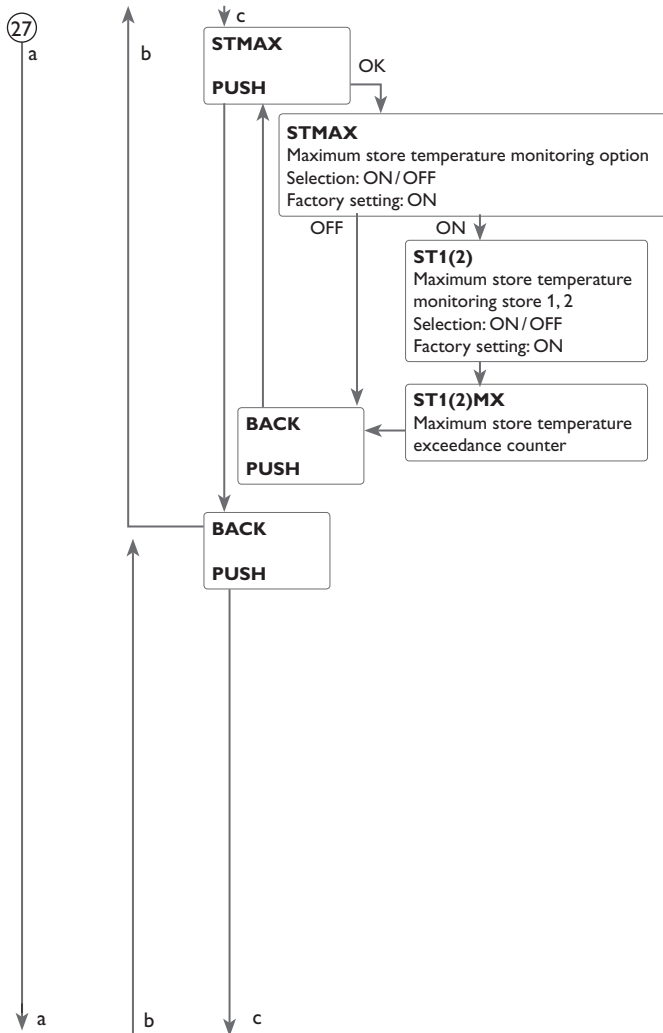 27
a
b
c
STMAX
PUSH
OK
STMAX
Maximum store temperature monitoring option
Selection: ON / OFF
Factory setting: ON
OFF
ON
ST1(2)
Maximum store temperature
monitoring store 1, 2
Selection: ON / OFF
Factory setting: ON
ST1(2)MX
Maximum store temperature
exceedance counter
BACK
PUSH
BACK
PUSH
a
b
c